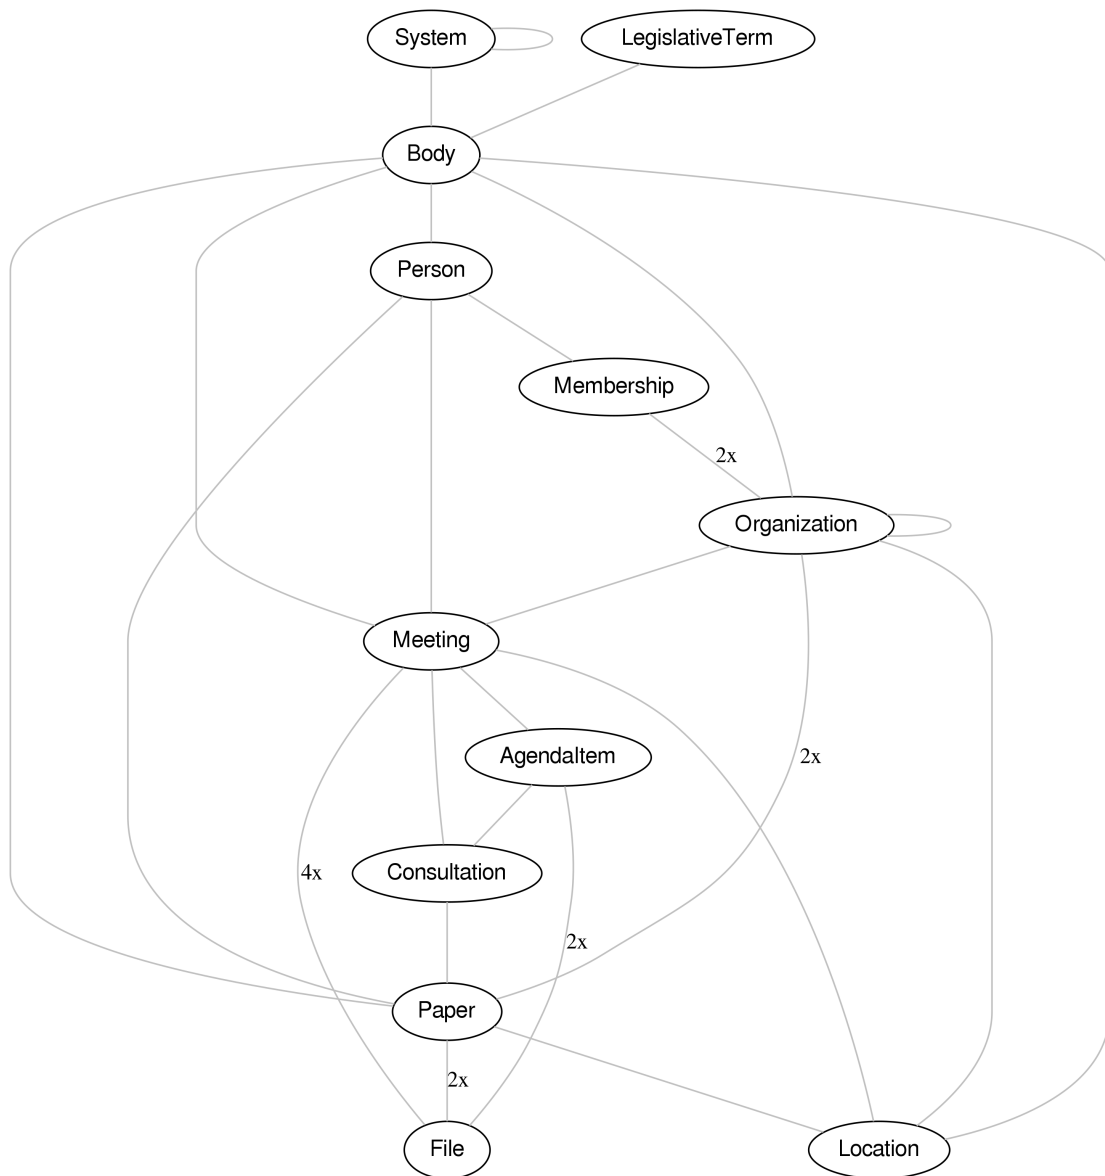 System
LegislativeTerm
Body
Person
Membership
2x
Organization
Meeting
AgendaItem
2x
Consultation
4x
2x
Paper
2x
File
Location